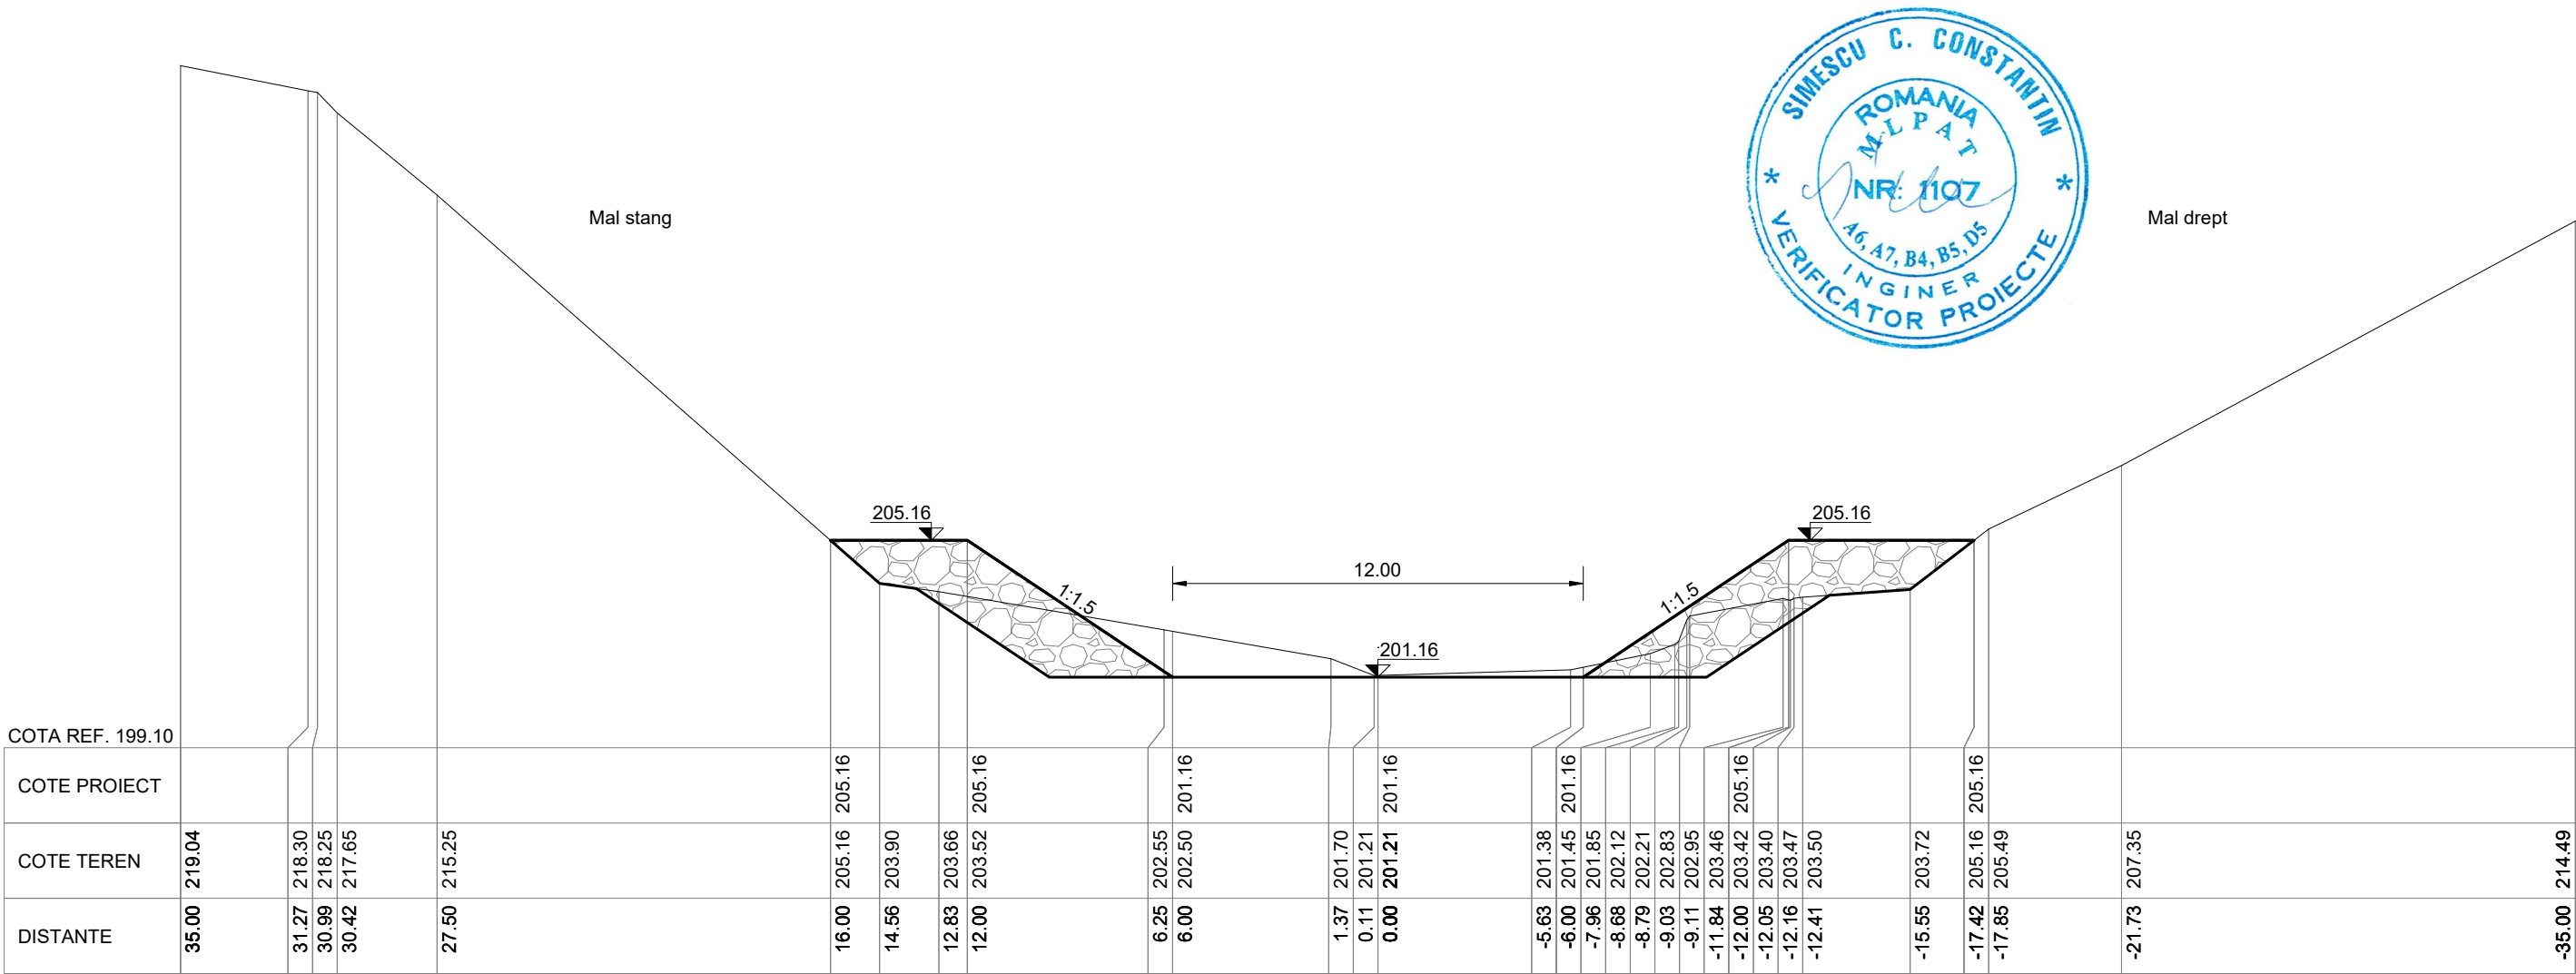 SIMESCU C. CONSTANTIN
ROMANIA
MLPAT
NR: 1107
A6, A7, B4, B5, D5
INGINER
* VERIFICATOR PROIECTE *
Mal stang
Mal drept
205.16
205.16
12.00
1:1.5
1:1.5
201.16
COTA REF. 199.10
COTE PROIECT 205.16 205.16 201.16 201.16 201.16 205.16 205.16
COTE TEREN 219.04 218.30 218.25 217.65 215.25 205.16 203.90 203.66 203.52 202.55 202.50 201.70 201.21 201.21 201.38 201.45 201.85 202.12 202.21 202.83 202.95 203.46 203.42 203.40 203.47 203.50 203.72 205.16 205.49 207.35 214.49
DISTANTE 35.00 31.27 30.99 30.42 27.50 16.00 14.56 12.83 12.00 6.25 6.00 1.37 0.11 0.00 -5.63 -6.00 -7.96 -8.68 -8.79 -9.03 -9.11 -11.84 -12.00 -12.05 -12.16 -12.41 -15.55 -17.42 -17.85 -21.73 -35.00